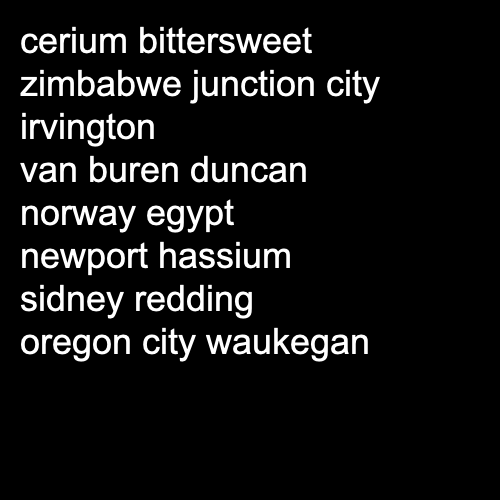 cerium bittersweet
zimbabwe junction city
irvington
van buren duncan
norway egypt
newport hassium
sidney redding
oregon city waukegan